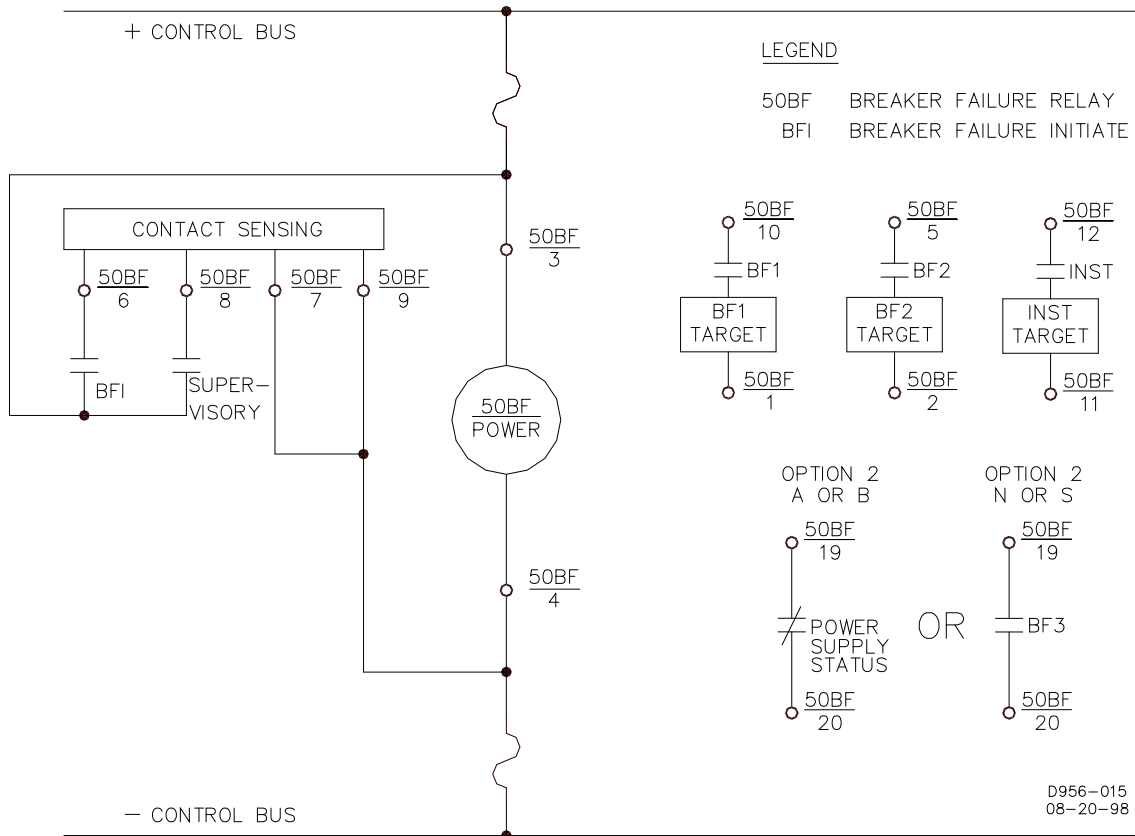 + CONTROL BUS
LEGEND
50BF BREAKER FAILURE RELAY
BFI BREAKER FAILURE INITIATE
CONTACT SENSING
50BF
6
50BF
8
50BF
7
50BF
9
BFI
SUPER-
VISORY
50BF
3
50BF
POWER
50BF
4
50BF
10
BF1
BF1
TARGET
50BF
1
50BF
5
BF2
BF2
TARGET
50BF
2
50BF
12
INST
INST
TARGET
50BF
11
OPTION 2
A OR B
50BF
19
POWER
SUPPLY
STATUS
50BF
20
OR
OPTION 2
N OR S
50BF
19
BF3
50BF
20
− CONTROL BUS
D956-015
08-20-98